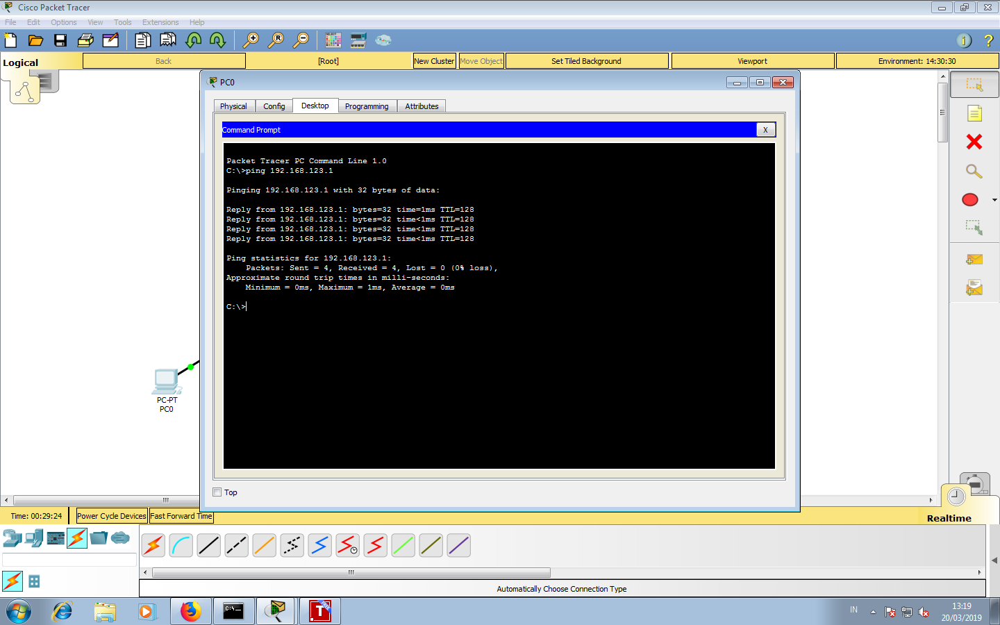 Cisco Packet Tracer
File Edit Options View Tools Extensions Help
SELECT
R
i ?
Logical
Back [Root] New Cluster Move Object Set Tiled Background Viewport Environment: 14:30:30
PC0
Physical Config Desktop Programming Attributes
Command Prompt X
Packet Tracer PC Command Line 1.0
C:\>ping 192.168.123.1
Pinging 192.168.123.1 with 32 bytes of data:
Reply from 192.168.123.1: bytes=32 time=1ms TTL=128
Reply from 192.168.123.1: bytes=32 time<1ms TTL=128
Reply from 192.168.123.1: bytes=32 time<1ms TTL=128
Reply from 192.168.123.1: bytes=32 time<1ms TTL=128
Ping statistics for 192.168.123.1:
Packets: Sent = 4, Received = 4, Lost = 0 (0% loss),
Approximate round trip times in milli-seconds:
Minimum = 0ms, Maximum = 1ms, Average = 0ms
C:\>
PC-PT
PC0
Top
Time: 00:29:24 Power Cycle Devices Fast Forward Time Realtime
Automatically Choose Connection Type
C:\_
T
IN
13:19
20/03/2019